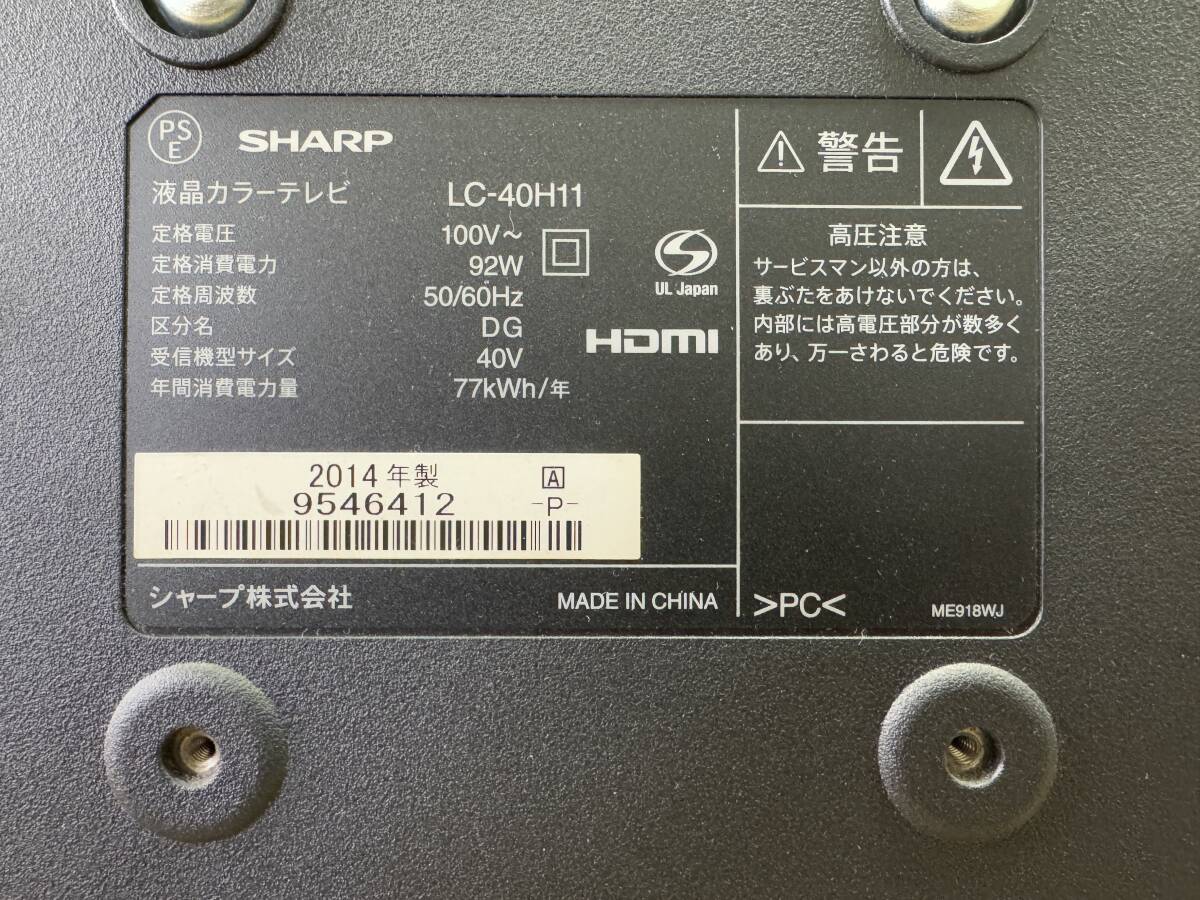 PS
E
SHARP
液晶カラーテレビ LC-40H11
定格電圧 100V~
定格消費電力 92W
定格周波数 50/60Hz
区分名 DG
受信機型サイズ 40V
年間消費電力量 77kWh/年
S
UL Japan
HDMI
2014年製 A
9546412 -P-
シャープ株式会社 MADE IN CHINA
警告
高圧注意
サービスマン以外の方は、
裏ぶたをあけないでください。
内部には高電圧部分が数多く
あり、万一さわると危険です。
>PC< ME918WJ